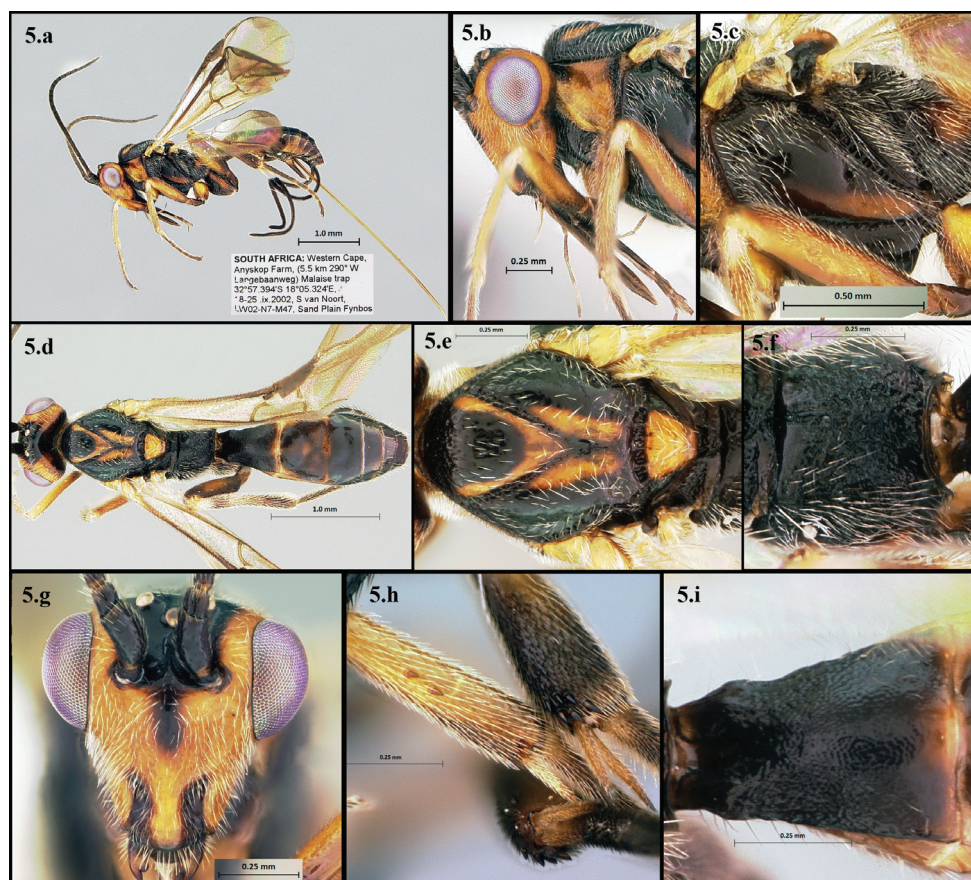 5.a
1.0 mm
SOUTH AFRICA: Western Cape,
Anyskop Farm, (5.5 km 290° W
Langebaanweg) Malaise trap
32°57.394'S 18°05.324'E,
18-25 .ix.2002, S van Noort,
LW02-N7-M47, Sand Plain Fynbos
5.b
0.25 mm
5.c
0.50 mm
5.d
1.0 mm
5.e
0.25 mm
5.f
0.25 mm
5.g
0.25 mm
5.h
0.25 mm
5.i
0.25 mm